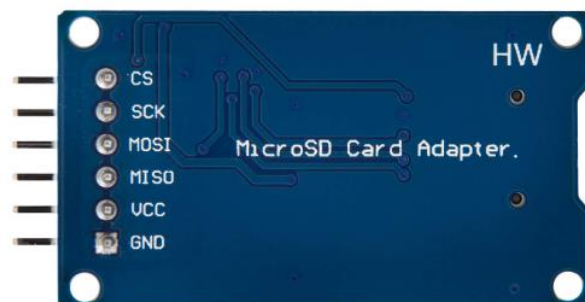 HW
CS
SCK
MOSI
MicroSD Card Adapter.
MISO
VCC
GND